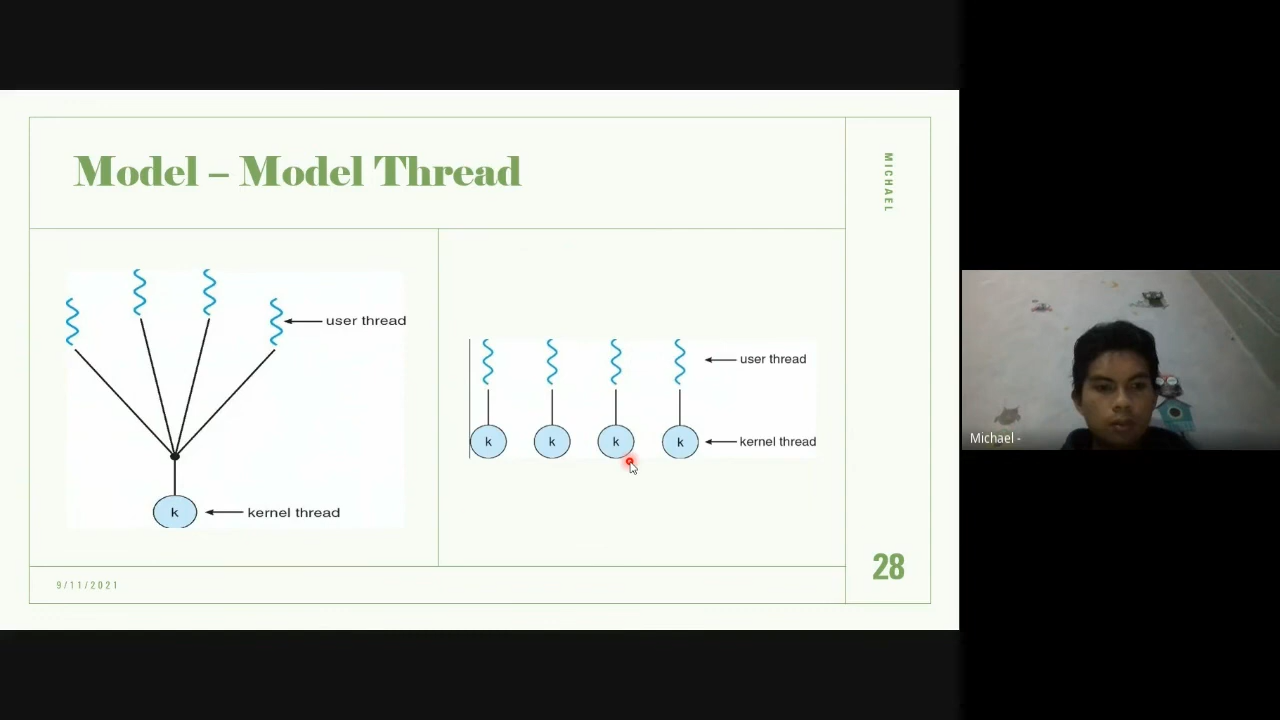 Model – Model Thread
MICHAEL
user thread
kernel thread
k
user thread
k k k k
kernel thread
9/11/2021
28
Michael -